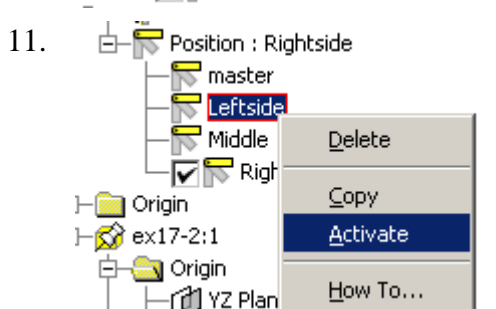 11.
Position : Rightside
master
Leftside
Middle
Delete
Righ
Copy
Origin
Activate
ex17-2:1
Origin
How To...
YZ Plan